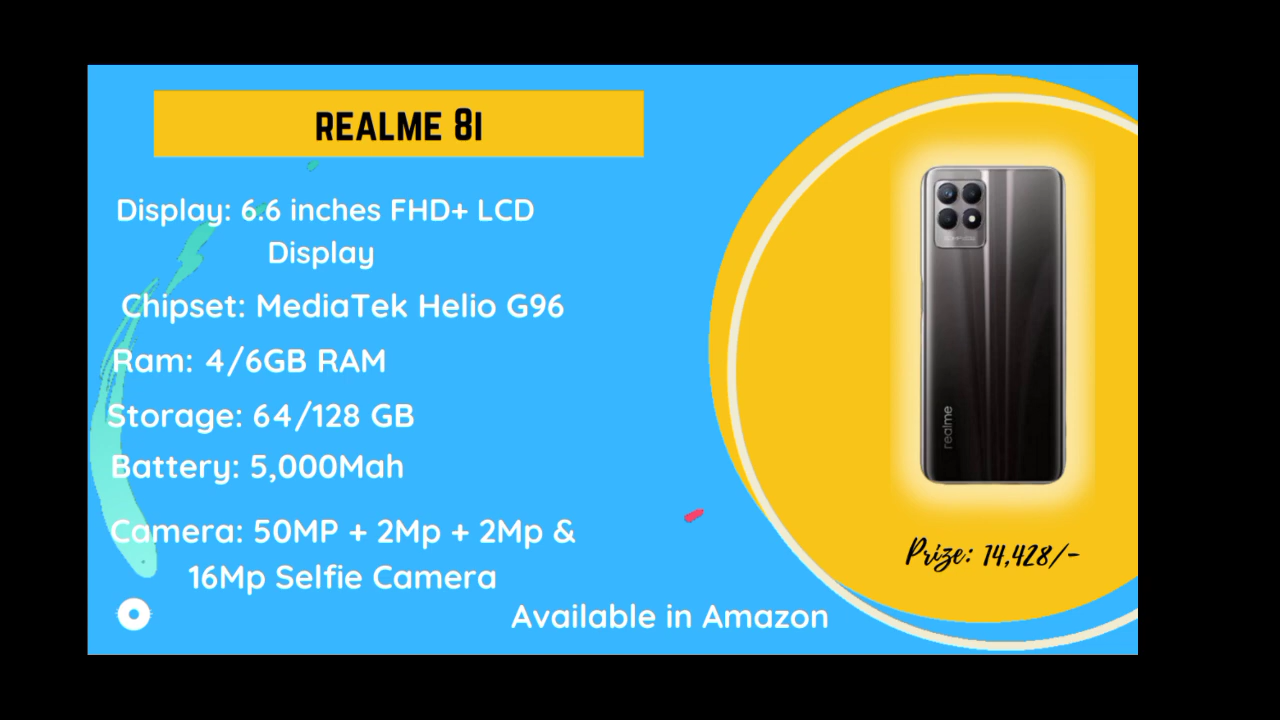 REALME 8I
Display: 6.6 inches FHD+ LCD
Display
Chipset: MediaTek Helio G96
Ram: 4/6GB RAM
Storage: 64/128 GB
Battery: 5,000Mah
Camera: 50MP + 2Mp + 2Mp &
16Mp Selfie Camera
Available in Amazon
realme
Prize: 14,428/-